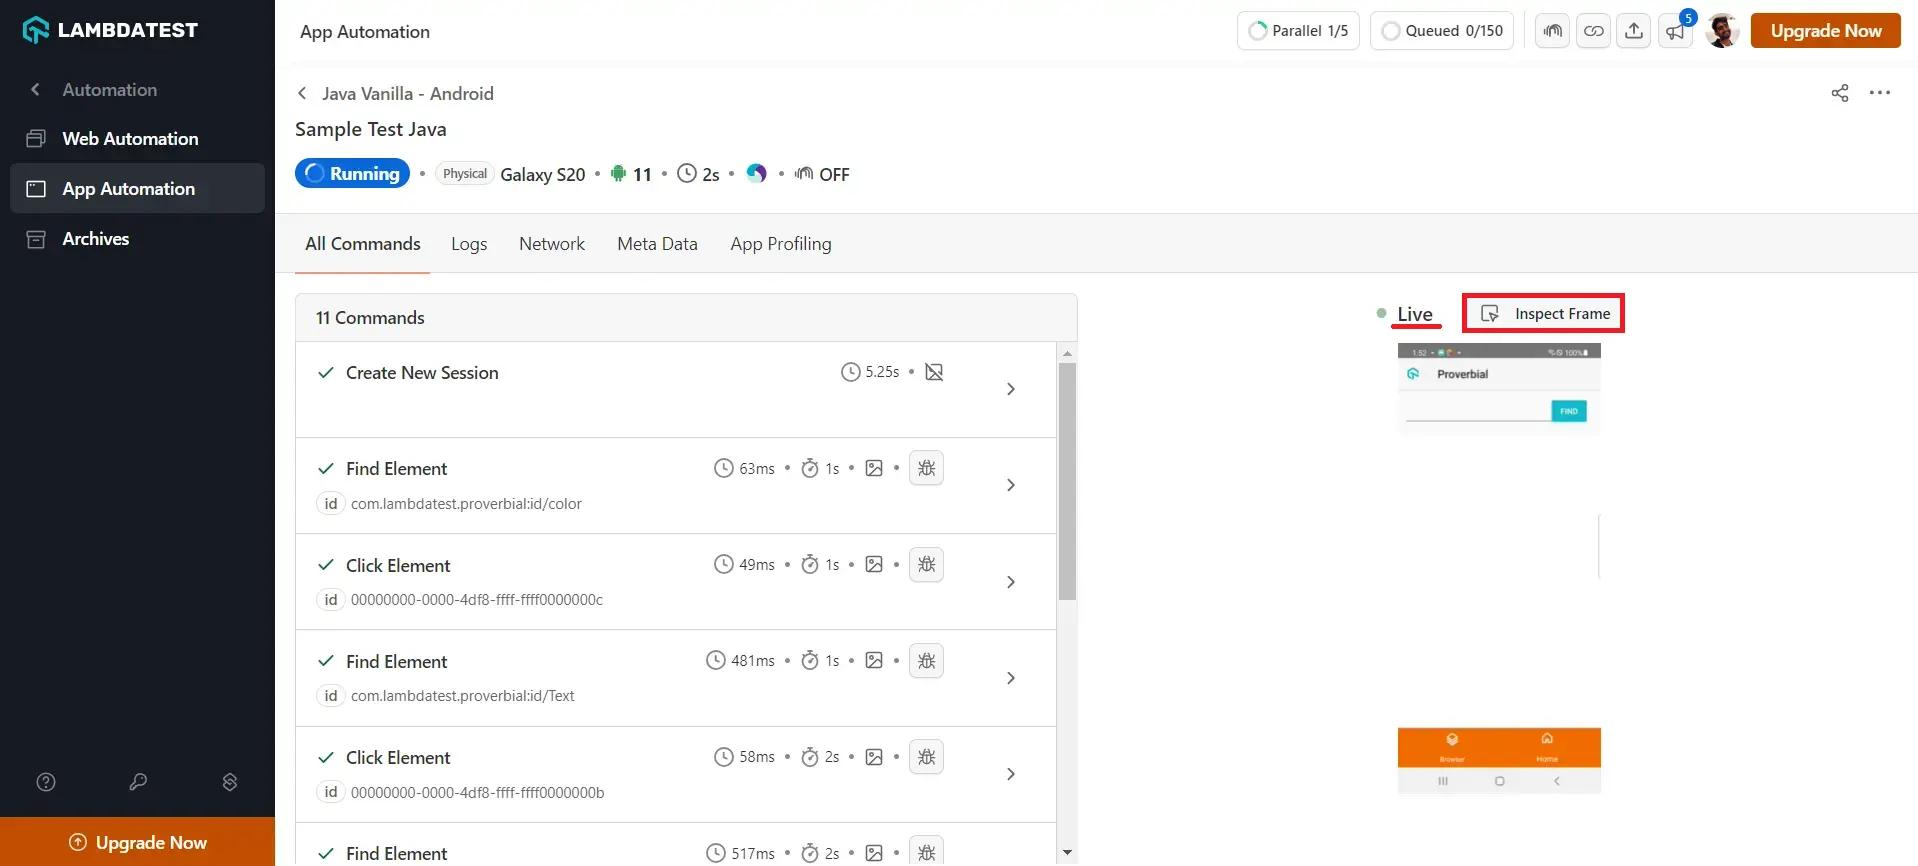 LAMBDATEST
Automation
Web Automation
App Automation
Archives
Upgrade Now
App Automation
Parallel 1/5
Queued 0/150
5
Upgrade Now
Java Vanilla - Android
Sample Test Java
Running • Physical Galaxy S20 • 11 • 2s • • OFF
All Commands Logs Network Meta Data App Profiling
11 Commands
Create New Session 5.25s •
Find Element 63ms • 1s • •
id com.lambdatest.proverbial:id/color
Click Element 49ms • 1s • •
id 00000000-0000-4df8-ffff-ffff0000000c
Find Element 481ms • 1s • •
id com.lambdatest.proverbial:id/Text
Click Element 58ms • 2s • •
id 00000000-0000-4df8-ffff-ffff0000000b
Find Element 517ms • 2s • •
Live
Inspect Frame
1:52 100%
Proverbial
FIND
Browser Home